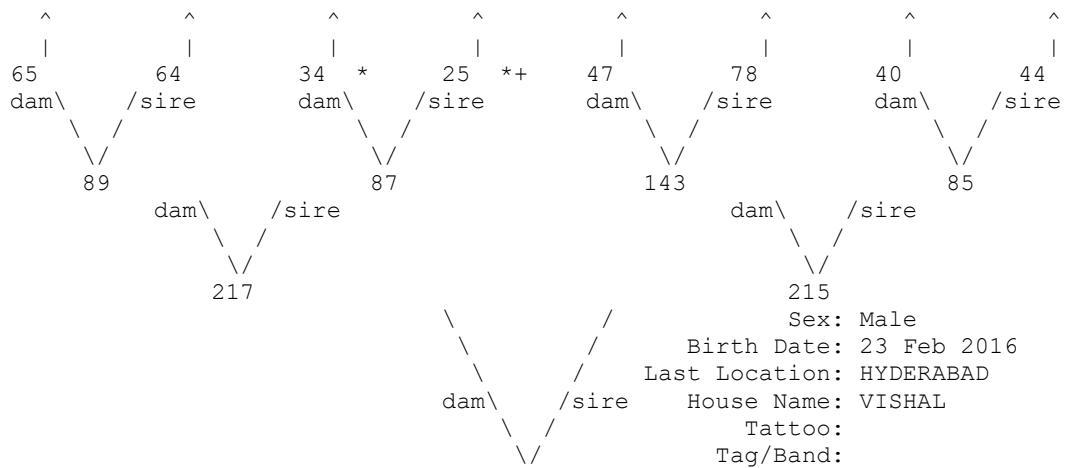 ^ ^ ^ ^ ^ ^ ^ ^
| | | | | | | |
65 64 34 * 25 *+ 47 78 40 44
dam\ /sire dam\ /sire dam\ /sire dam\ /sire
\ / \ / \ / \ /
\/ \/ \/ \/
89 87 143 85
dam\ /sire dam\ /sire
\ / \ /
\/ \/
217 215
\ / Sex: Male
\ / Birth Date: 23 Feb 2016
\ / Last Location: HYDERABAD
dam\ /sire House Name: VISHAL
\ / Tattoo:
\/ Tag/Band: